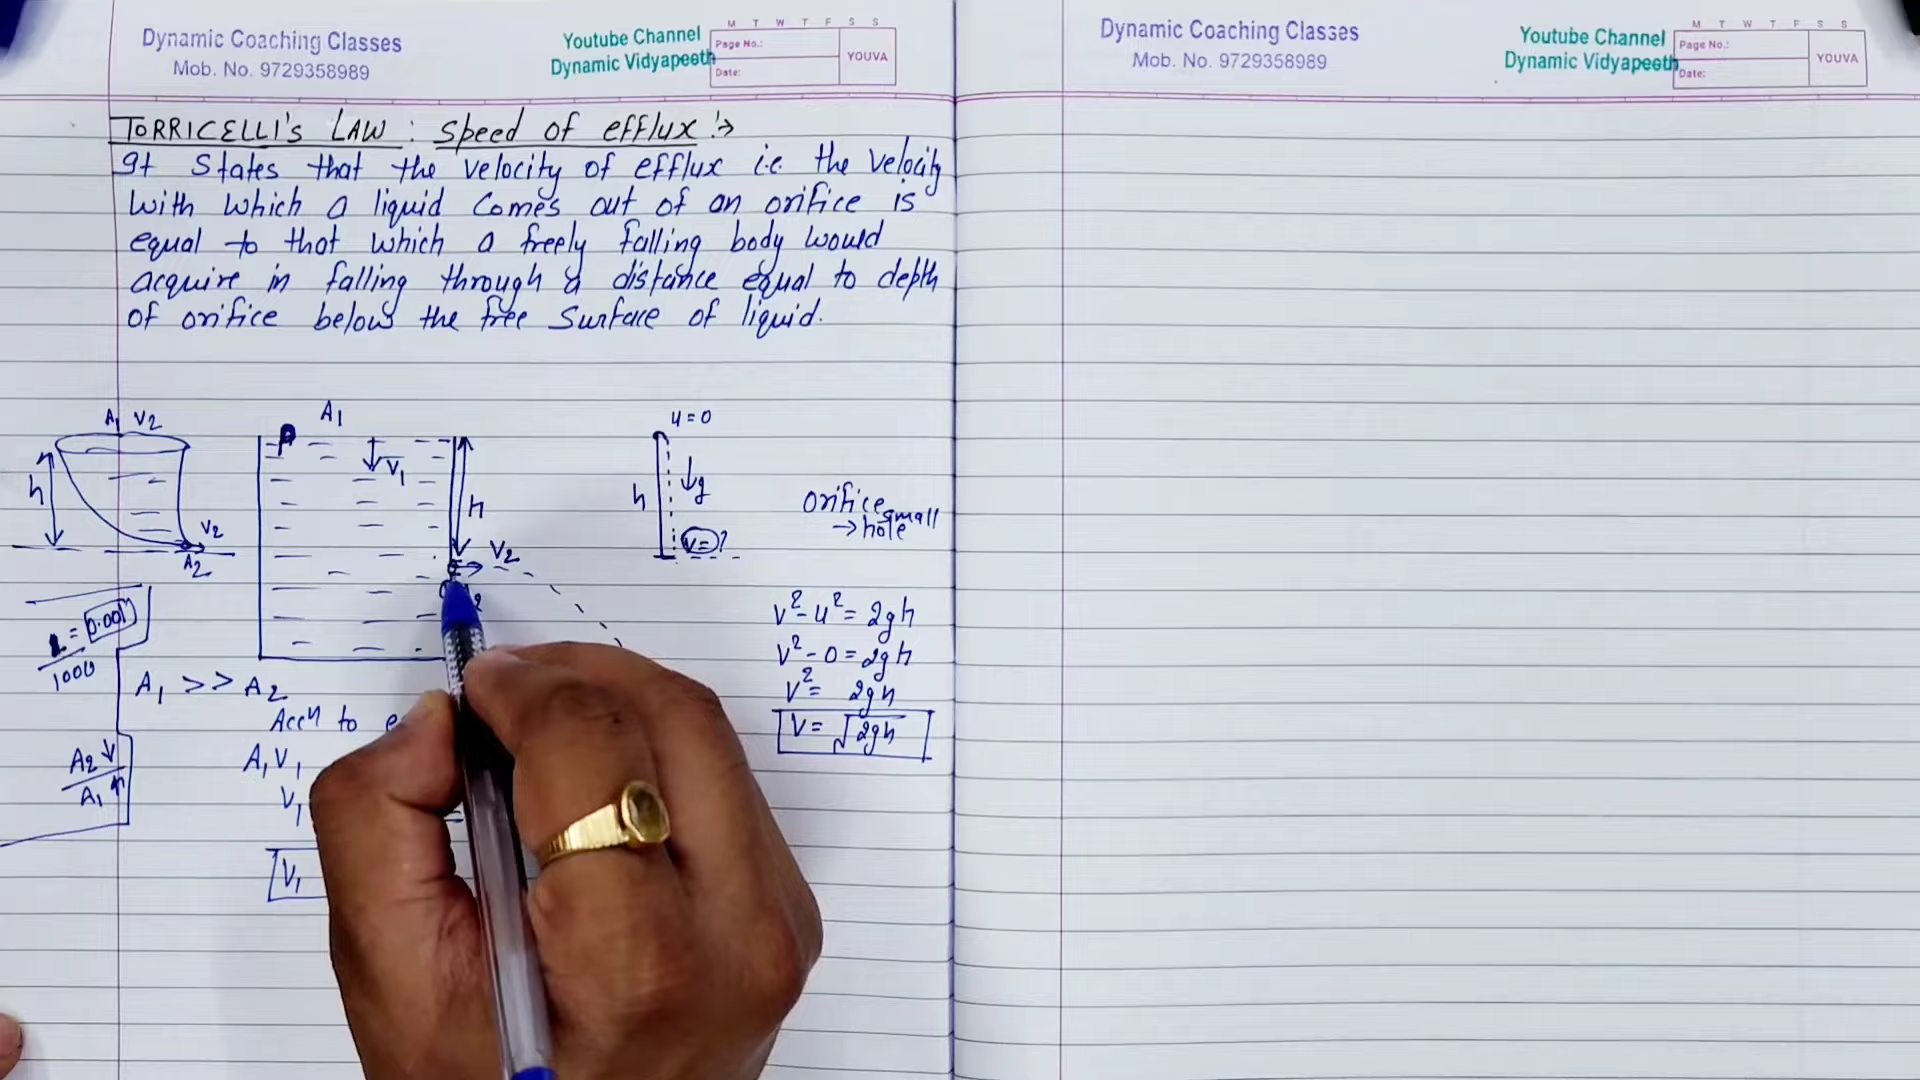 Dynamic Coaching Classes
Mob. No. 9729358989
Youtube Channel
Dynamic Vidyapeeth
M T W T F S S
Page No.:
Date:
YOUVA
TORRICELLI's LAW : Speed of efflux :→
It States that the velocity of efflux i.e. the velocity
with which a liquid comes out of an orifice is
equal to that which a freely falling body would
acquire in falling through a distance equal to depth
of orifice below the free surface of liquid.
A1 V2
h
V2
A2
A1
P
V1
h
V2
2
u=0
h
g
v=?
Orifice
→ small hole
= 0.001
1000
A1 >> A2
Accn to e
A1V1
V1
V1
A2↓
A1↑
v²-u²= 2gh
v²-0=2gh
v²= 2gh
v= √2gh
Dynamic Coaching Classes
Mob. No. 9729358989
Youtube Channel
Dynamic Vidyapeeth
M T W T F S S
Page No.:
Date:
YOUVA